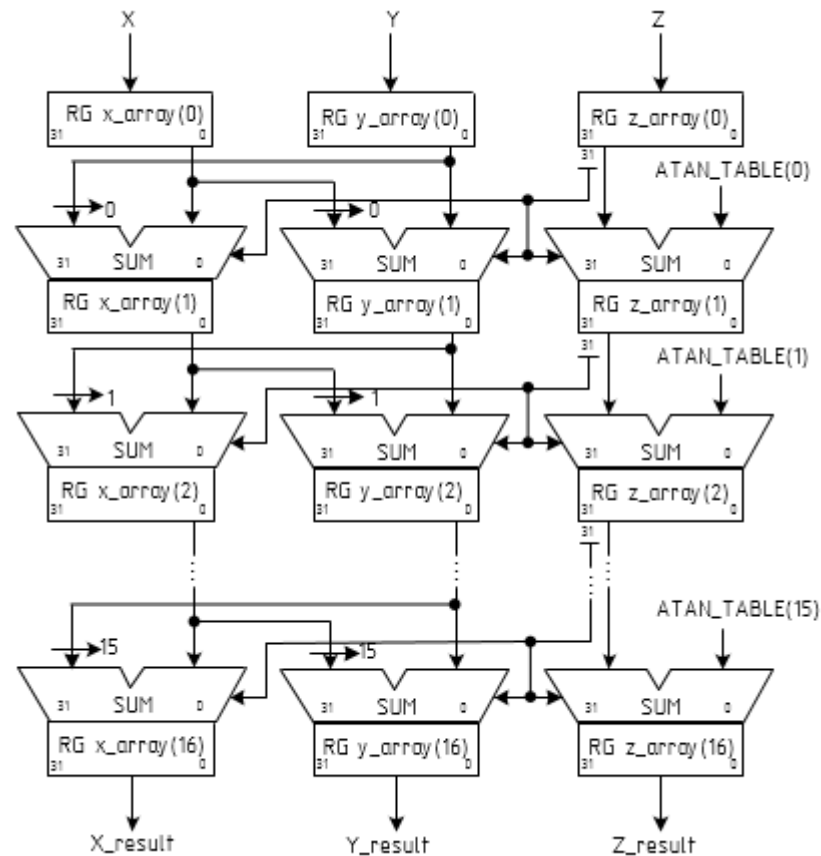 X Y Z
RG x_array(0) RG y_array(0) RG z_array(0)
31 0 31 0 31 0
31 ATAN_TABLE(0)
0 0
31 SUM 0 31 SUM 0 31 SUM 0
RG x_array(1) RG y_array(1) RG z_array(1)
31 0 31 0 31 0
31 ATAN_TABLE(1)
1 1
31 SUM 0 31 SUM 0 31 SUM 0
RG x_array(2) RG y_array(2) RG z_array(2)
31 0 31 0 31 0
31
ATAN_TABLE(15)
15 15
31 SUM 0 31 SUM 0 31 SUM 0
RG x_array(16) RG y_array(16) RG z_array(16)
31 0 31 0 31 0
X_result Y_result Z_result